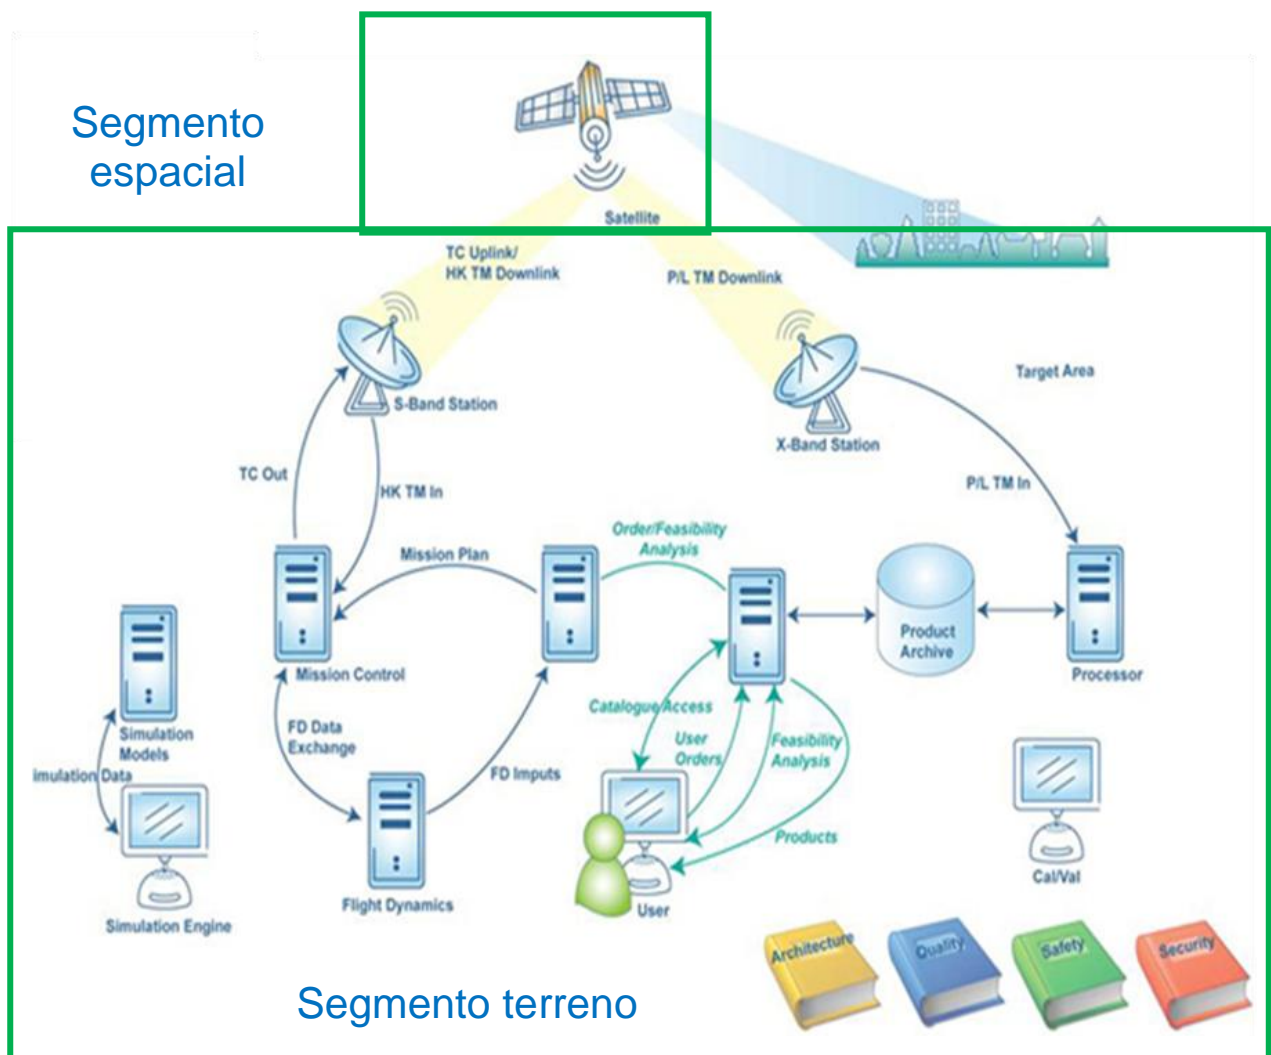 Segmento
espacial
Satellite
TC Uplink/
HK TM Downlink
P/L TM Downlink
Target Area
S-Band Station
X-Band Station
TC Out
HK TM In
P/L TM In
Order/Feasibility
Analysis
Mission Plan
Product
Archive
Mission Control
Processor
Simulation
Models
FD Data
Exchange
Catalogue Access
User
Orders
Feasibility
Analysis
imulation Data
FD Imputs
Products
Cal/Val
Simulation Engine
Flight Dynamics
User
Architecture
Quality
Safety
Security
Segmento terreno